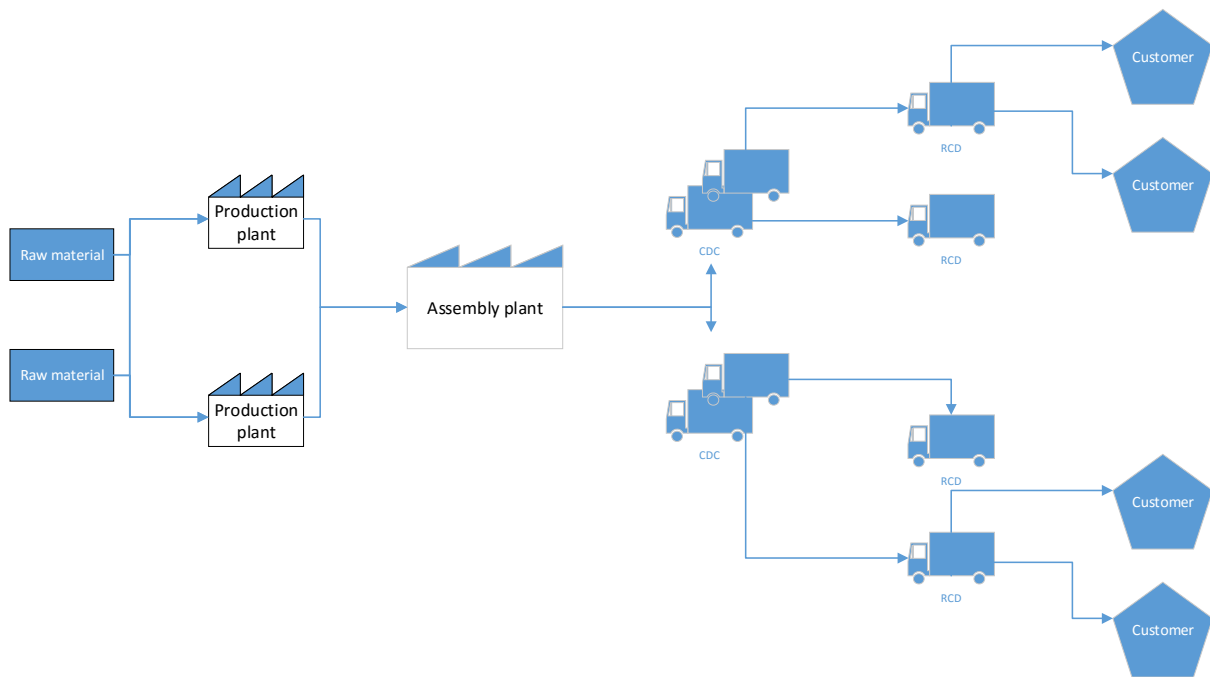 Raw material
Raw material
Production
plant
Production
plant
Assembly plant
CDC
CDC
RCD
RCD
RCD
RCD
Customer
Customer
Customer
Customer